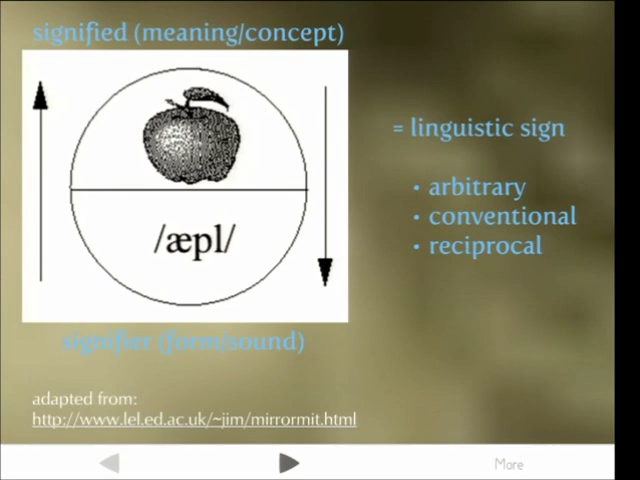 signified (meaning/concept)
/æpl/
signifier (form/sound)
= linguistic sign
• arbitrary
• conventional
• reciprocal
adapted from:
http://www.lel.ed.ac.uk/~jim/mirrormit.html
More